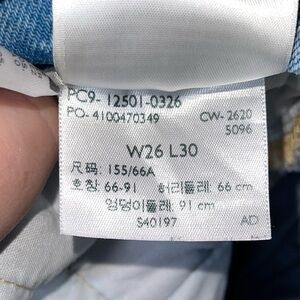 PC9- 12501-0326
PO- 4100470349 CW- 2620
5096
W26 L30
尺码: 155/66A
호칭: 66-91 허리둘레: 66 cm
엉덩이둘레: 91 cm
S40197 AD